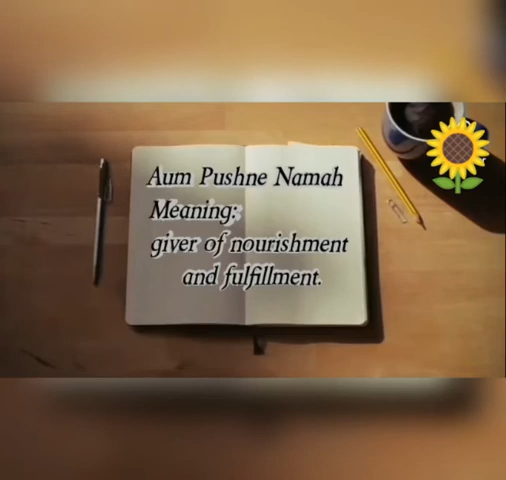 Aum Pushne Namah
Meaning:
giver of nourishment
and fulfillment.